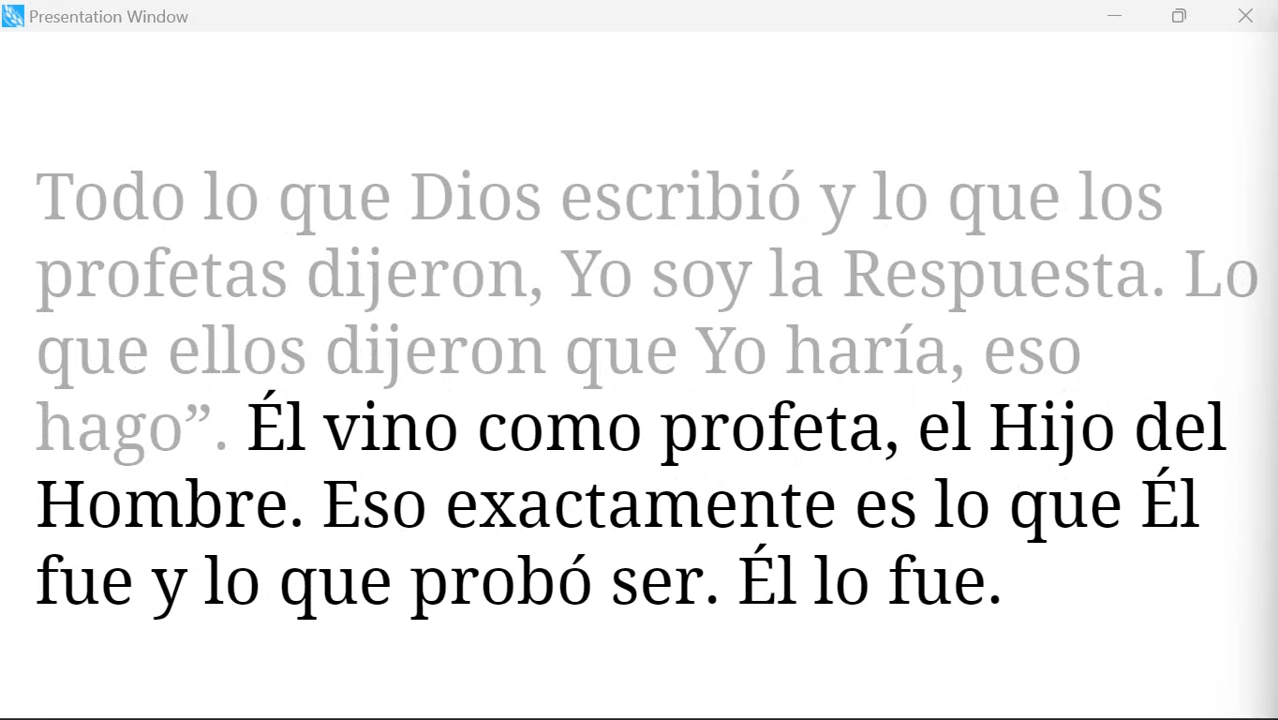 Presentation Window
Todo lo que Dios escribió y lo que los
profetas dijeron, Yo soy la Respuesta. Lo
que ellos dijeron que Yo haría, eso
hago”. Él vino como profeta, el Hijo del
Hombre. Eso exactamente es lo que Él
fue y lo que probó ser. Él lo fue.